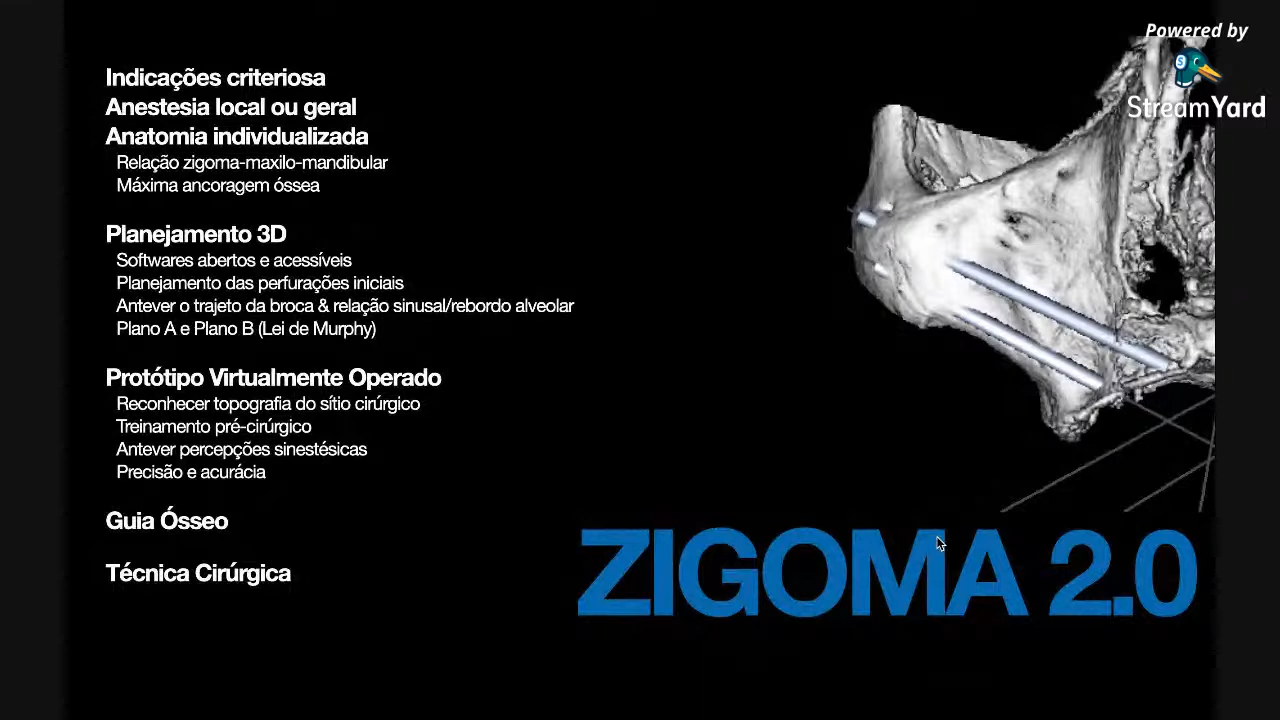 Powered by
StreamYard
Indicações criteriosa
Anestesia local ou geral
Anatomia individualizada
Relação zigoma-maxilo-mandibular
Máxima ancoragem óssea
Planejamento 3D
Softwares abertos e acessíveis
Planejamento das perfurações iniciais
Antever o trajeto da broca & relação sinusal/rebordo alveolar
Plano A e Plano B (Lei de Murphy)
Protótipo Virtualmente Operado
Reconhecer topografia do sítio cirúrgico
Treinamento pré-cirúrgico
Antever percepções sinestésicas
Precisão e acurácia
Guia Ósseo
Técnica Cirúrgica
ZIGOMA 2.0